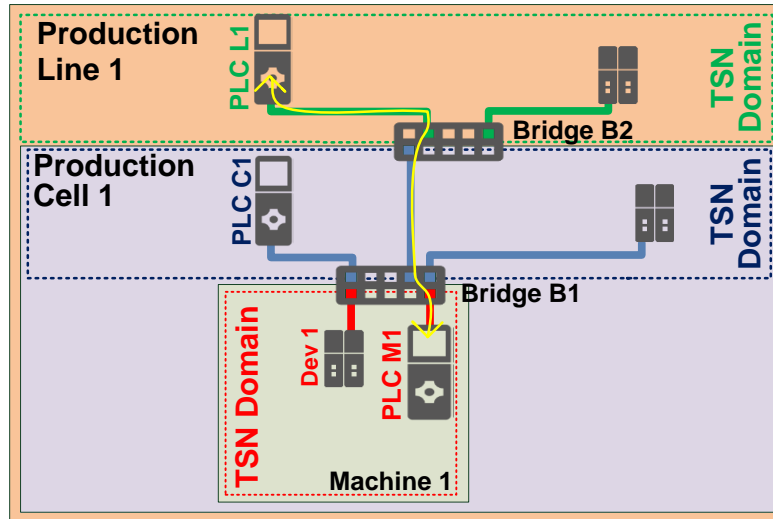 Production
Line 1
PLC L1
TSN
Domain
Bridge B2
Production
Cell 1
PLC C1
TSN
Domain
Bridge B1
TSN Domain
Dev 1
PLC M1
Machine 1